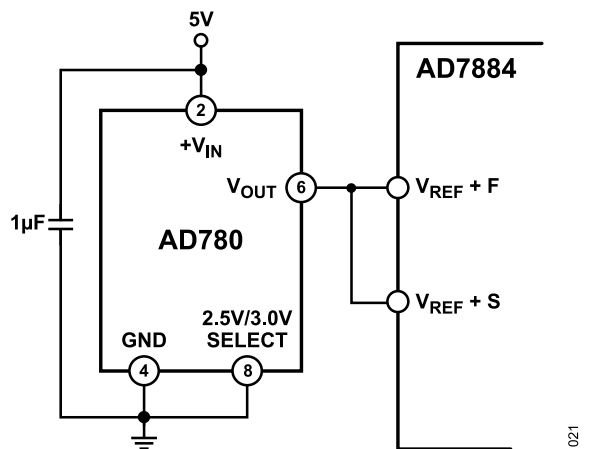 5V
AD7884
2
+VIN
1µF
VOUT
6
VREF + F
AD780
2.5V/3.0V
GND
SELECT
VREF + S
4
8
021